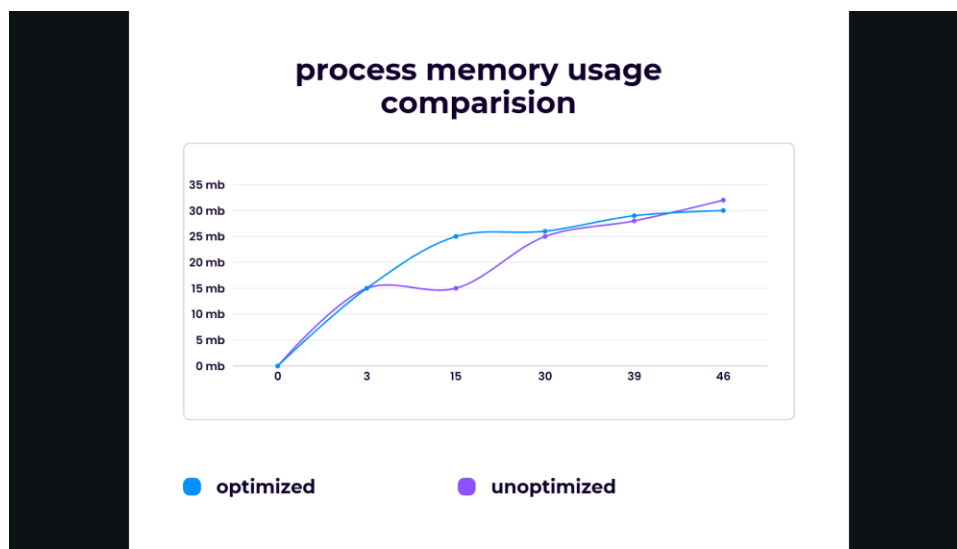 process memory usage
comparision
35 mb
30 mb
25 mb
20 mb
15 mb
10 mb
5 mb
0 mb
0 3 15 30 39 46
optimized unoptimized